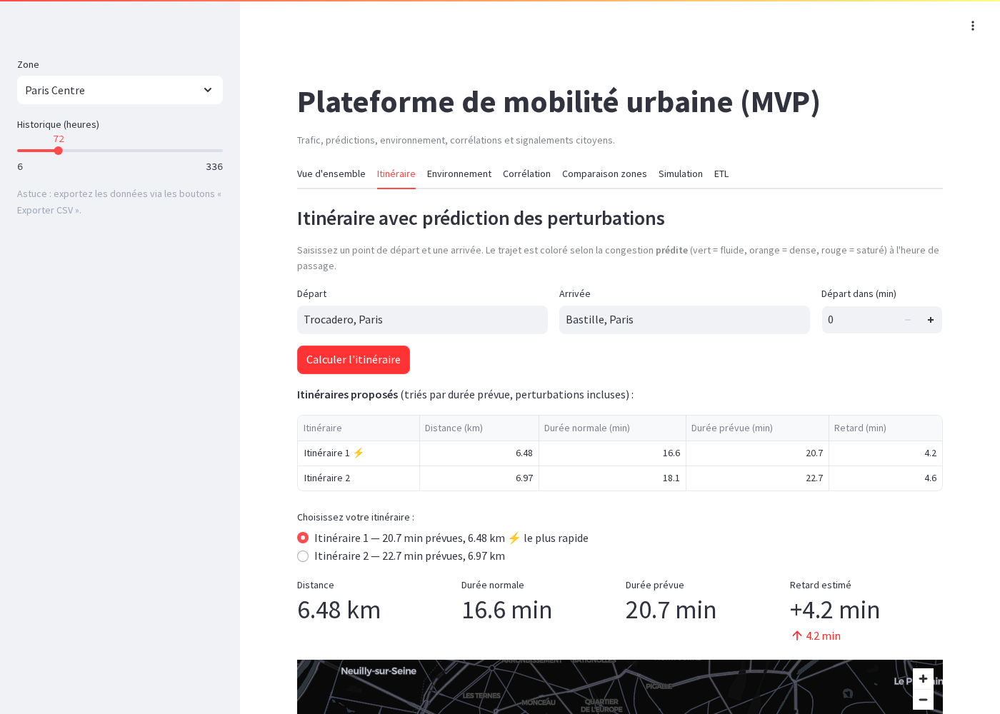 Zone
Paris Centre
Historique (heures)
72
6 336
Astuce : exportez les données via les boutons «
Exporter CSV ».
Plateforme de mobilité urbaine (MVP)
Trafic, prédictions, environnement, corrélations et signalements citoyens.
Vue d'ensemble Itinéraire Environnement Corrélation Comparaison zones Simulation ETL
Itinéraire avec prédiction des perturbations
Saisissez un point de départ et une arrivée. Le trajet est coloré selon la congestion prédite (vert = fluide, orange = dense, rouge = saturé) à l'heure de
passage.
Départ Arrivée Départ dans (min)
Trocadero, Paris Bastille, Paris 0
Calculer l'itinéraire
Itinéraires proposés (triés par durée prévue, perturbations incluses) :
Itinéraire Distance (km) Durée normale (min) Durée prévue (min) Retard (min)
Itinéraire 1 ⚡ 6.48 16.6 20.7 4.2
Itinéraire 2 6.97 18.1 22.7 4.6
Choisissez votre itinéraire :
Itinéraire 1 — 20.7 min prévues, 6.48 km ⚡ le plus rapide
Itinéraire 2 — 22.7 min prévues, 6.97 km
Distance Durée normale Durée prévue Retard estimé
6.48 km 16.6 min 20.7 min +4.2 min
↑ 4.2 min
ARRONDISSEMENT BATIGNOLLES
Neuilly-sur-Seine
Le P
PIGALLE
LES TERNES
MONCEAU
QUARTIER
DE L'EUROPE